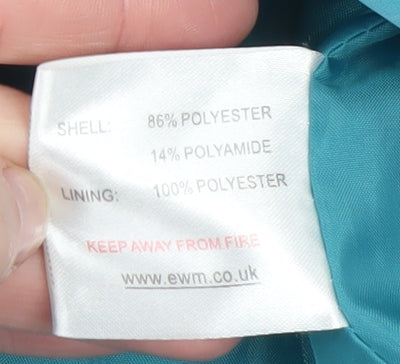 SHELL: 86% POLYESTER
14% POLYAMIDE
LINING: 100% POLYESTER
KEEP AWAY FROM FIRE
www.ewm.co.uk